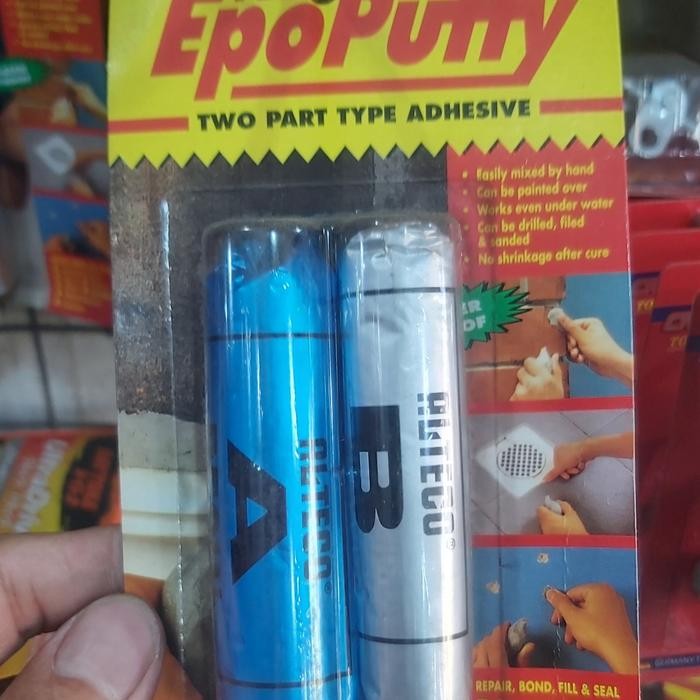 EpoPutty
TWO PART TYPE ADHESIVE
• Easily mixed by hand
• Can be painted over
• Works even under water
• Can be drilled, filed
& sanded
• No shrinkage after cure
A
ALTECO®
B
ALTECO®
REPAIR, BOND, FILL & SEAL
GERMANY